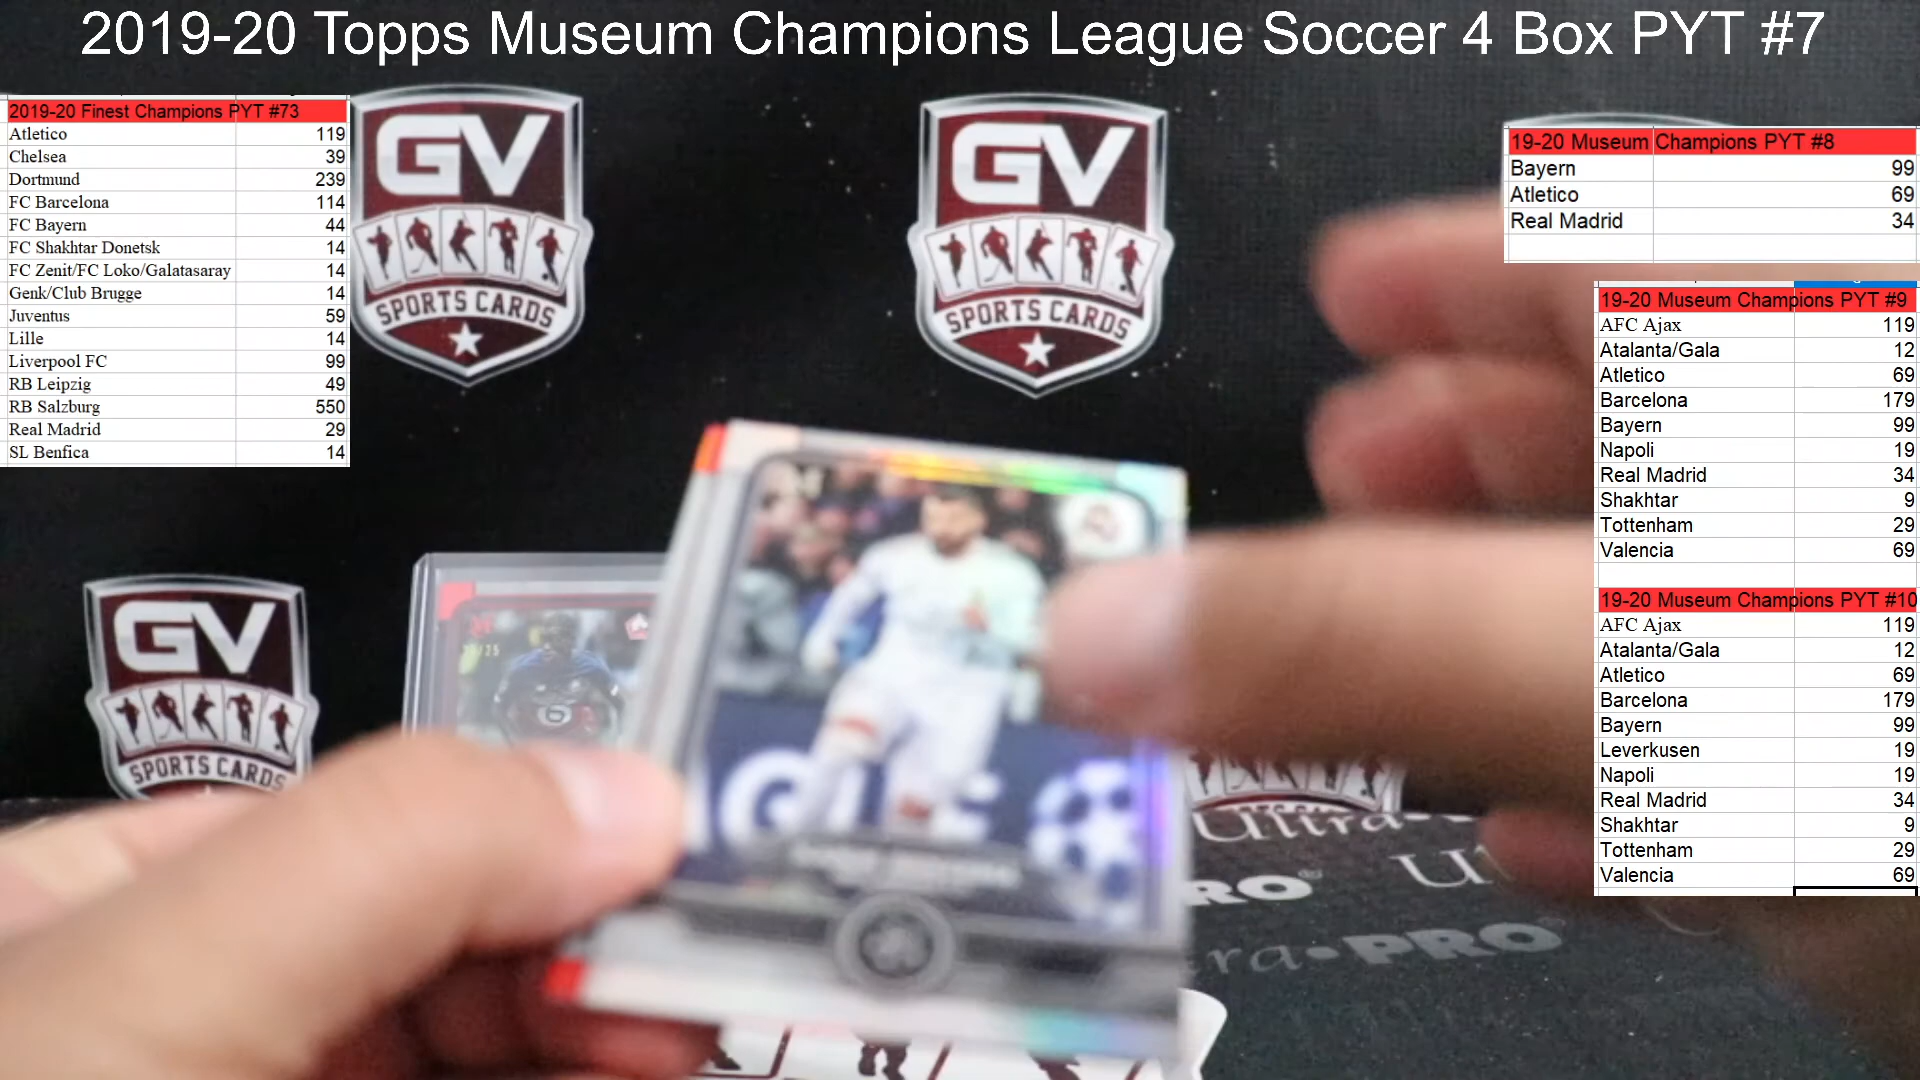 2019-20 Topps Museum Champions League Soccer 4 Box PYT #7
2019-20 Finest Champions PYT #73
Atletico 119
Chelsea 39
Dortmund 239
FC Barcelona 114
FC Bayern 44
FC Shakhtar Donetsk 14
FC Zenit/FC Loko/Galatasaray 14
Genk/Club Brugge 14
Juventus 59
Lille 14
Liverpool FC 99
RB Leipzig 49
RB Salzburg 550
Real Madrid 29
SL Benfica 14
GV
SPORTS CARDS
GV
SPORTS CARDS
19-20 Museum Champions PYT #8
Bayern 99
Atletico 69
Real Madrid 34
19-20 Museum Champions PYT #9
AFC Ajax 119
Atalanta/Gala 12
Atletico 69
Barcelona 179
Bayern 99
Napoli 19
Real Madrid 34
Shakhtar 9
Tottenham 29
Valencia 69
19-20 Museum Champions PYT #10
AFC Ajax 119
Atalanta/Gala 12
Atletico 69
Barcelona 179
Bayern 99
Leverkusen 19
Napoli 19
Real Madrid 34
Shakhtar 9
Tottenham 29
Valencia 69
GV
SPORTS CARDS
Ultra
PRO
ra•PRO